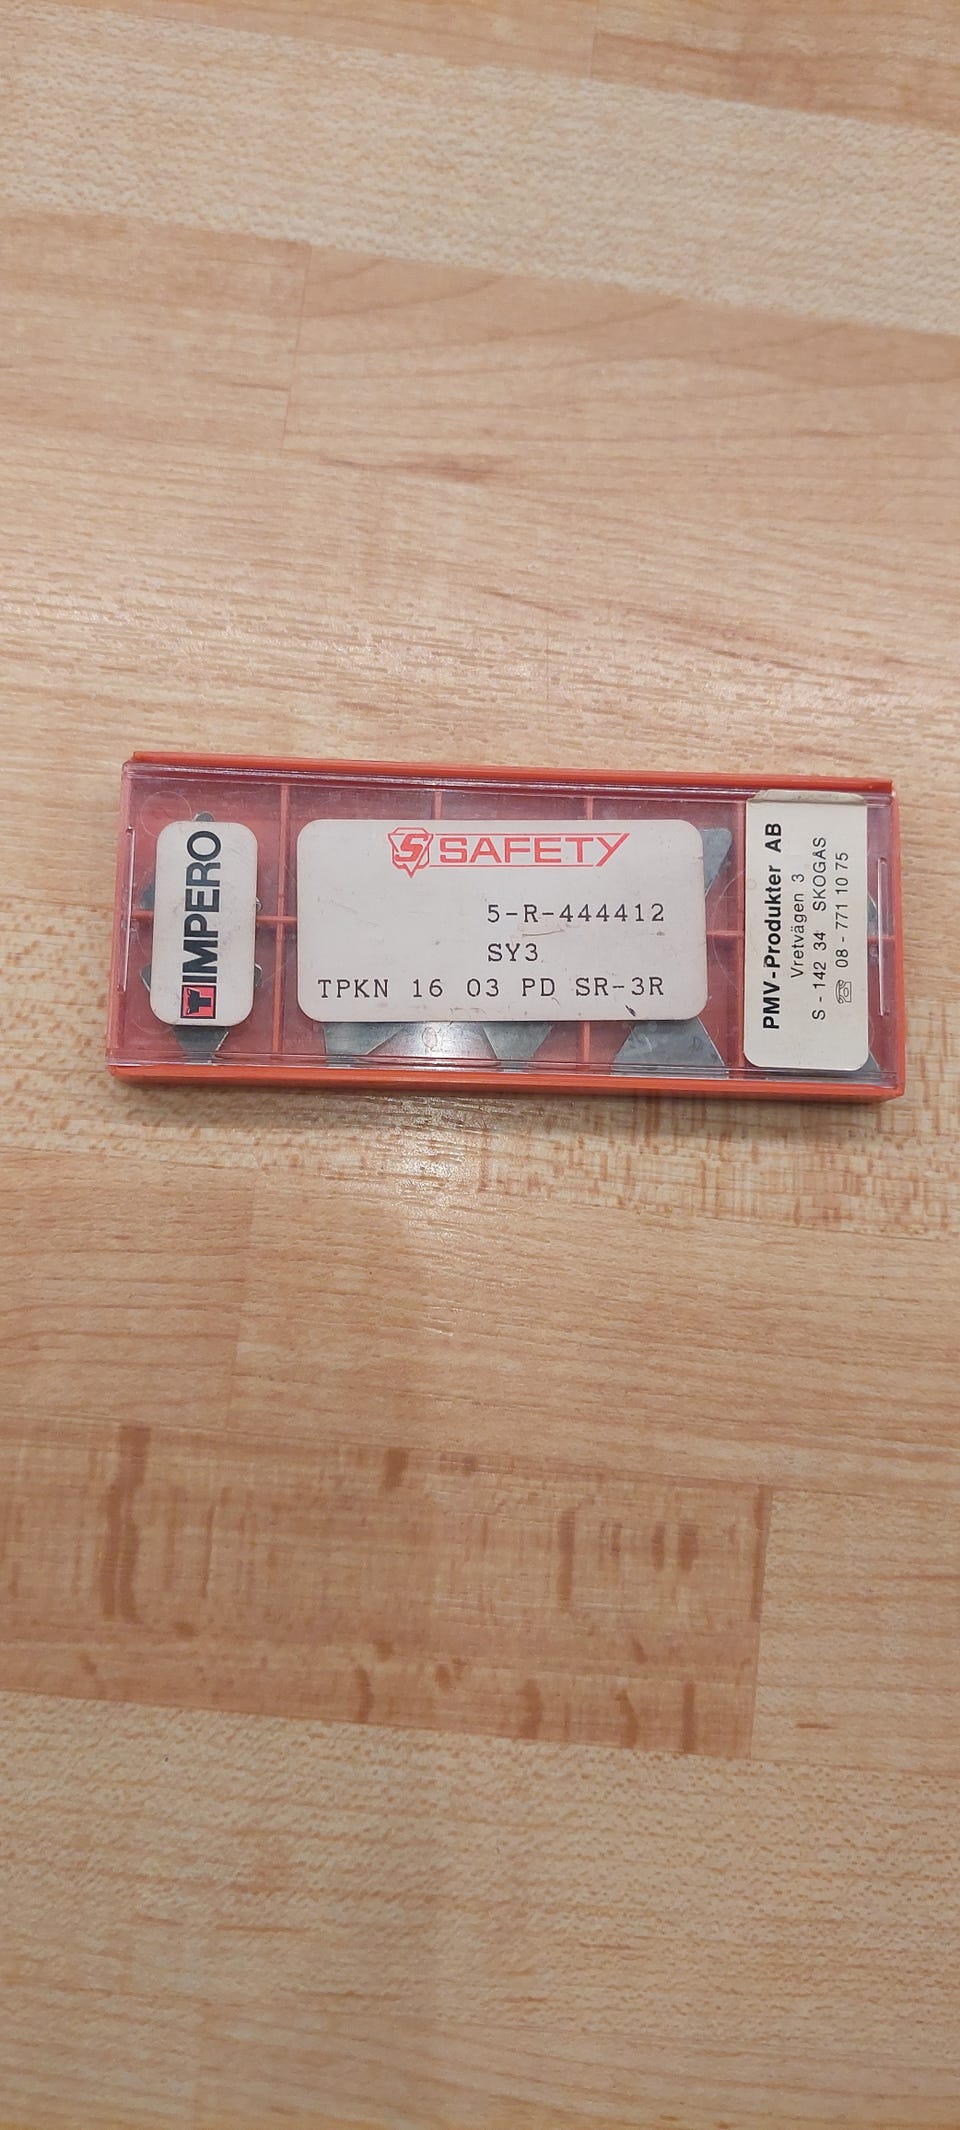 IMPERO
S SAFETY
5-R-444412
SY3
TPKN 16 03 PD SR-3R
PMV-Produkter AB
Vretvägen 3
S - 142 34 SKOGÅS
☏ 08 - 771 10 75